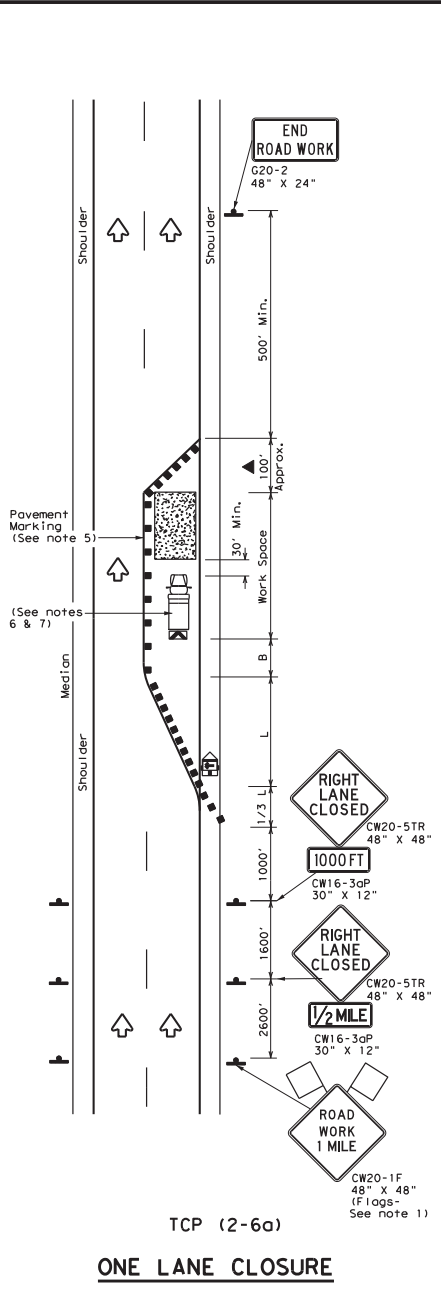 END
ROAD WORK
G20-2
48" X 24"
Shoulder
Shoulder
500' Min.
100'
Approx.
Pavement
Marking
(See note 5)
30' Min.
Work Space
(See notes
6 & 7)
B
Median
L
Shoulder
1/3 L
RIGHT
LANE
CLOSED
CW20-5TR
48" X 48"
1000'
1000 FT
CW16-3aP
30" X 12"
1600'
RIGHT
LANE
CLOSED
CW20-5TR
48" X 48"
1/2 MILE
CW16-3aP
30" X 12"
2600'
ROAD
WORK
1 MILE
CW20-1F
48" X 48"
(Flags-
See note 1)
TCP (2-6a)
ONE LANE CLOSURE